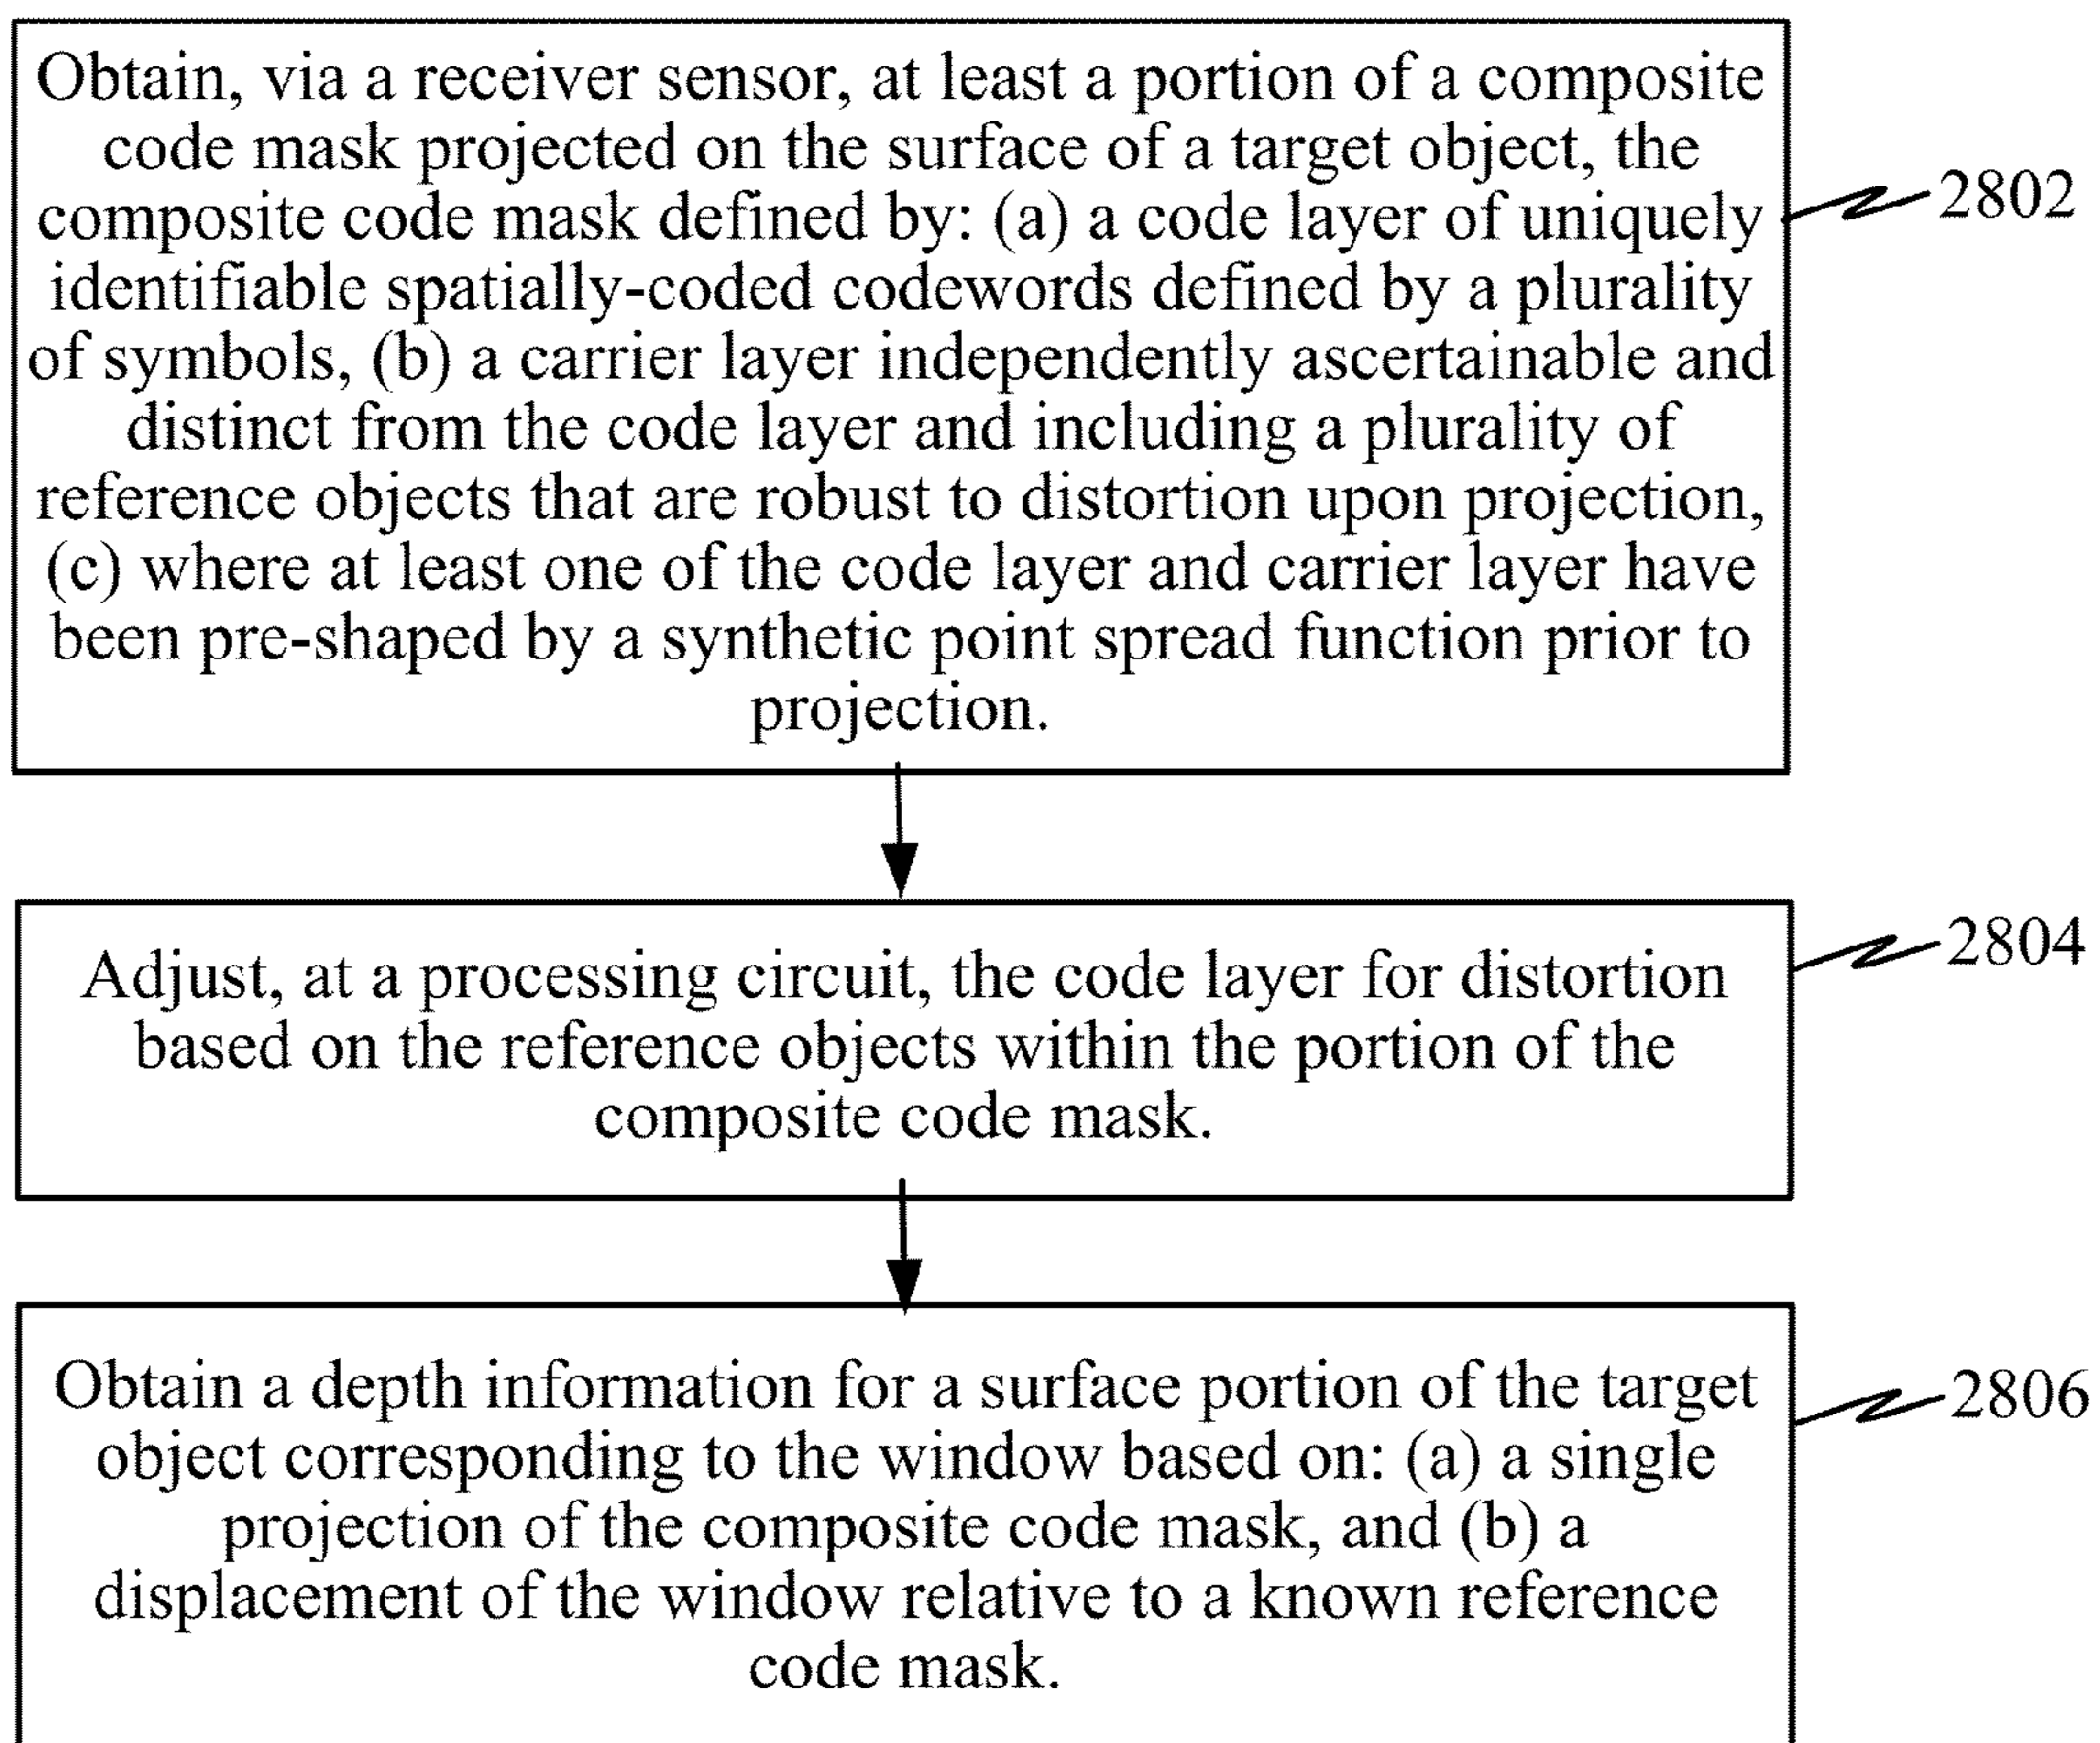 Obtain, via a receiver sensor, at least a portion of a composite
code mask projected on the surface of a target object, the
composite code mask defined by: (a) a code layer of uniquely
identifiable spatially-coded codewords defined by a plurality
of symbols, (b) a carrier layer independently ascertainable and
distinct from the code layer and including a plurality of
reference objects that are robust to distortion upon projection,
(c) where at least one of the code layer and carrier layer have
been pre-shaped by a synthetic point spread function prior to
projection.
2802
Adjust, at a processing circuit, the code layer for distortion
based on the reference objects within the portion of the
composite code mask.
2804
Obtain a depth information for a surface portion of the target
object corresponding to the window based on: (a) a single
projection of the composite code mask, and (b) a
displacement of the window relative to a known reference
code mask.
2806